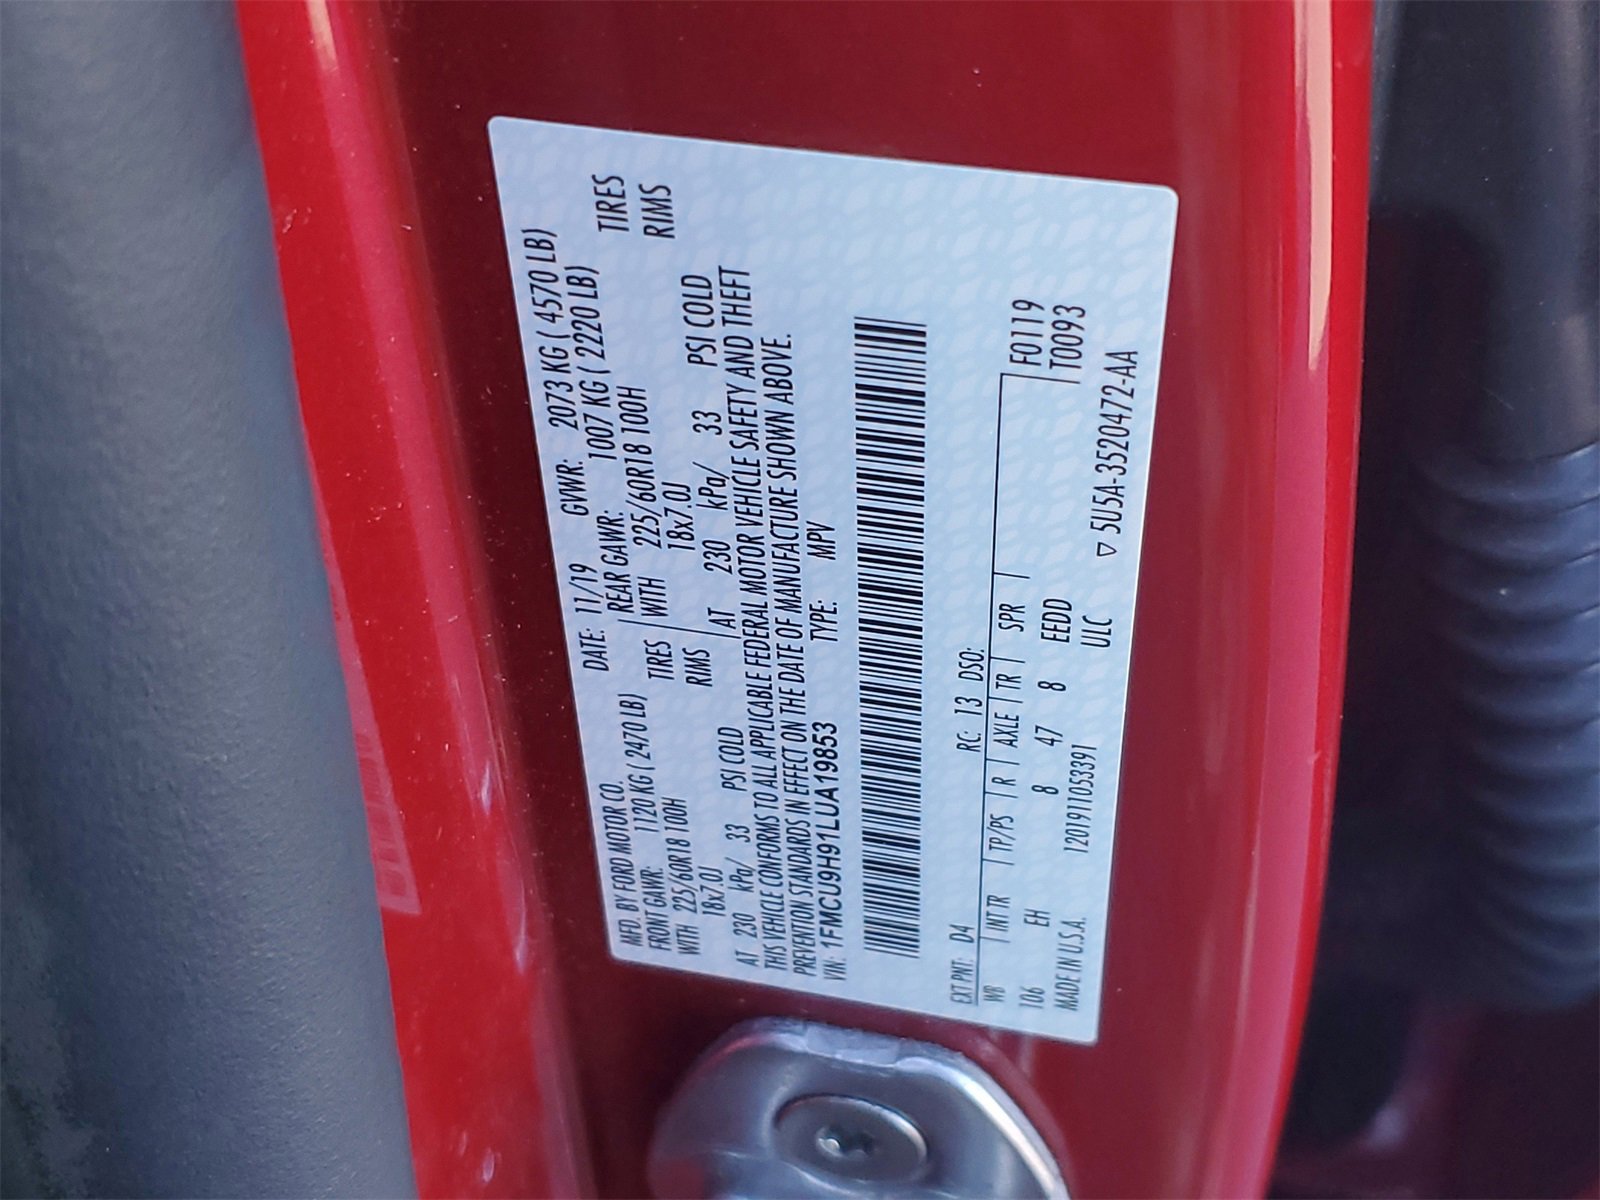 MFD. BY FORD MOTOR CO. DATE: 11/19 GVWR: 2073 KG ( 4570 LB)
FRONT GAWR: 1120 KG ( 2470 LB) REAR GAWR: 1007 KG ( 2220 LB)
WITH 225/60R18 100H TIRES WITH 225/60R18 100H TIRES
18x7.0J RIMS 18x7.0J RIMS
AT 230 kPa/ 33 PSI COLD AT 230 kPa/ 33 PSI COLD
THIS VEHICLE CONFORMS TO ALL APPLICABLE FEDERAL MOTOR VEHICLE SAFETY AND THEFT
PREVENTION STANDARDS IN EFFECT ON THE DATE OF MANUFACTURE SHOWN ABOVE.
VIN: 1FMCU9H91LUA19853 TYPE: MPV
EXT PNT: D4 RC: 13 DSO:
WB INT TR TP/PS R AXLE TR SPR F0119
106 EH 8 47 8 EEDD T0093
MADE IN U.S.A. 120191105339​1 ULC
▽ 5U5A-3520472-AA